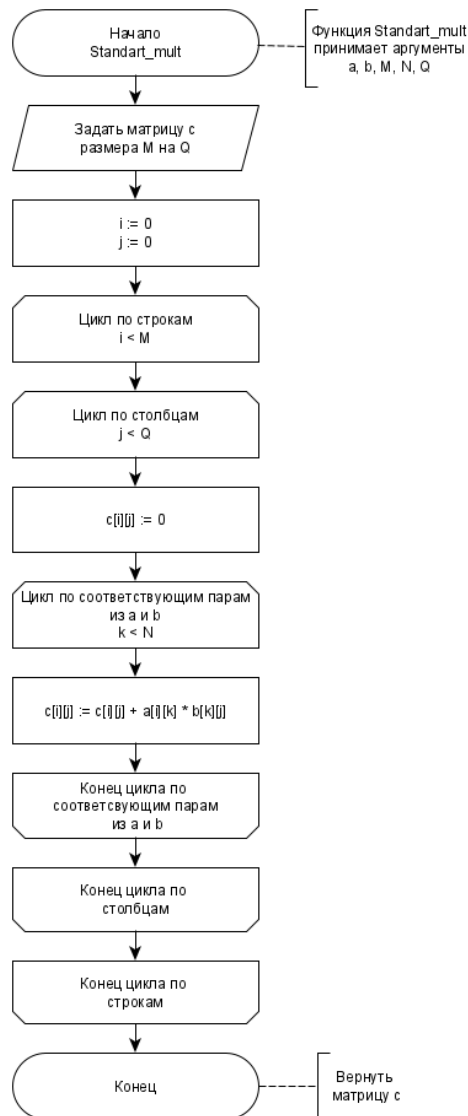 Начало
Standart_mult
Функция Standart_mult
принимает аргументы
a, b, M, N, Q
Задать матрицу с
размера M на Q
i := 0
j := 0
Цикл по строкам
i < M
Цикл по столбцам
j < Q
c[i][j] := 0
Цикл по соответствующим парам
из a и b
k < N
c[i][j] := c[i][j] + a[i][k] * b[k][j]
Конец цикла по
соответсвующим парам
из a и b
Конец цикла по
столбцам
Конец цикла по
строкам
Конец
Вернуть
матрицу с